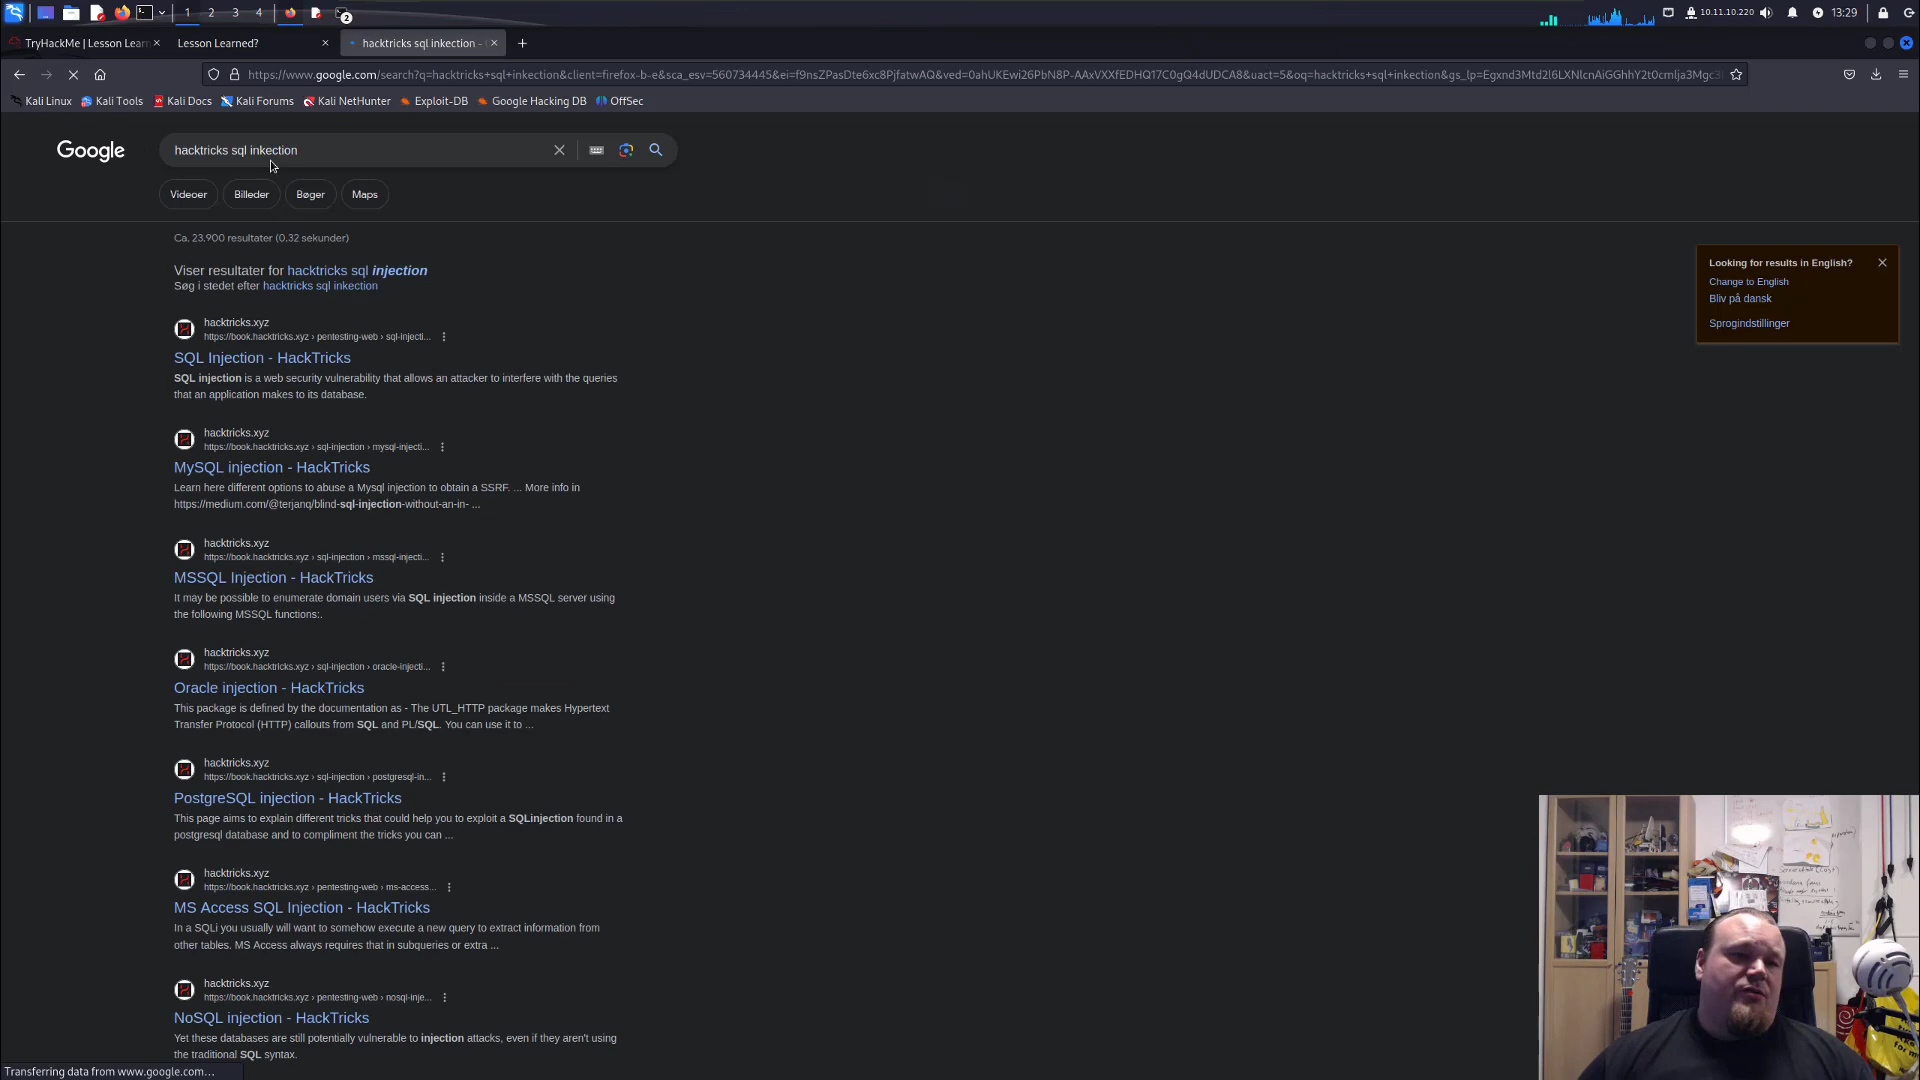 1
2
3
4
2
10.11.10.220
13:29
TryHackMe | Lesson Learn
Lesson Learned?
hacktricks sql inkection -
https://www.google.com/search?q=hacktricks+sql+inkection&client=firefox-b-e&sca_esv=560734445&ei=f9nsZPasDte6xc8PjfatwAQ&ved=0ahUKEwi26PbN8P-AAxVXXfEDHQ17C0gQ4dUDCA8&uact=5&oq=hacktricks+sql+inkection&gs_lp=Egxnd3Mtd2l6LXNlcnAiGGhhY2t0cmlja3Mgc3
Kali Linux
Kali Tools
Kali Docs
Kali Forums
Kali NetHunter
Exploit-DB
Google Hacking DB
OffSec
Google
hacktricks sql inkection
Videoer
Billeder
Bøger
Maps
Ca. 23.900 resultater (0.32 sekunder)
Viser resultater for hacktricks sql injection
Søg i stedet efter hacktricks sql inkection
Looking for results in English?
Change to English
Bliv på dansk
Sprogindstillinger
hacktricks.xyz
https://book.hacktricks.xyz › pentesting-web › sql-injecti...
SQL Injection - HackTricks
SQL injection is a web security vulnerability that allows an attacker to interfere with the queries
that an application makes to its database.
hacktricks.xyz
https://book.hacktricks.xyz › sql-injection › mysql-injecti...
MySQL injection - HackTricks
Learn here different options to abuse a Mysql injection to obtain a SSRF. ... More info in
https://medium.com/@terjanq/blind-sql-injection-without-an-in- ...
hacktricks.xyz
https://book.hacktricks.xyz › sql-injection › mssql-injecti...
MSSQL Injection - HackTricks
It may be possible to enumerate domain users via SQL injection inside a MSSQL server using
the following MSSQL functions:.
hacktricks.xyz
https://book.hacktricks.xyz › sql-injection › oracle-injecti...
Oracle injection - HackTricks
This package is defined by the documentation as - The UTL_HTTP package makes Hypertext
Transfer Protocol (HTTP) callouts from SQL and PL/SQL. You can use it to ...
hacktricks.xyz
https://book.hacktricks.xyz › sql-injection › postgresql-in...
PostgreSQL injection - HackTricks
This page aims to explain different tricks that could help you to exploit a SQLinjection found in a
postgresql database and to compliment the tricks you can ...
hacktricks.xyz
https://book.hacktricks.xyz › pentesting-web › ms-access...
MS Access SQL Injection - HackTricks
In a SQLi you usually will want to somehow execute a new query to extract information from
other tables. MS Access always requires that in subqueries or extra ...
hacktricks.xyz
https://book.hacktricks.xyz › pentesting-web › nosql-inje...
NoSQL injection - HackTricks
Yet these databases are still potentially vulnerable to injection attacks, even if they aren't using
the traditional SQL syntax.
Transferring data from www.google.com…